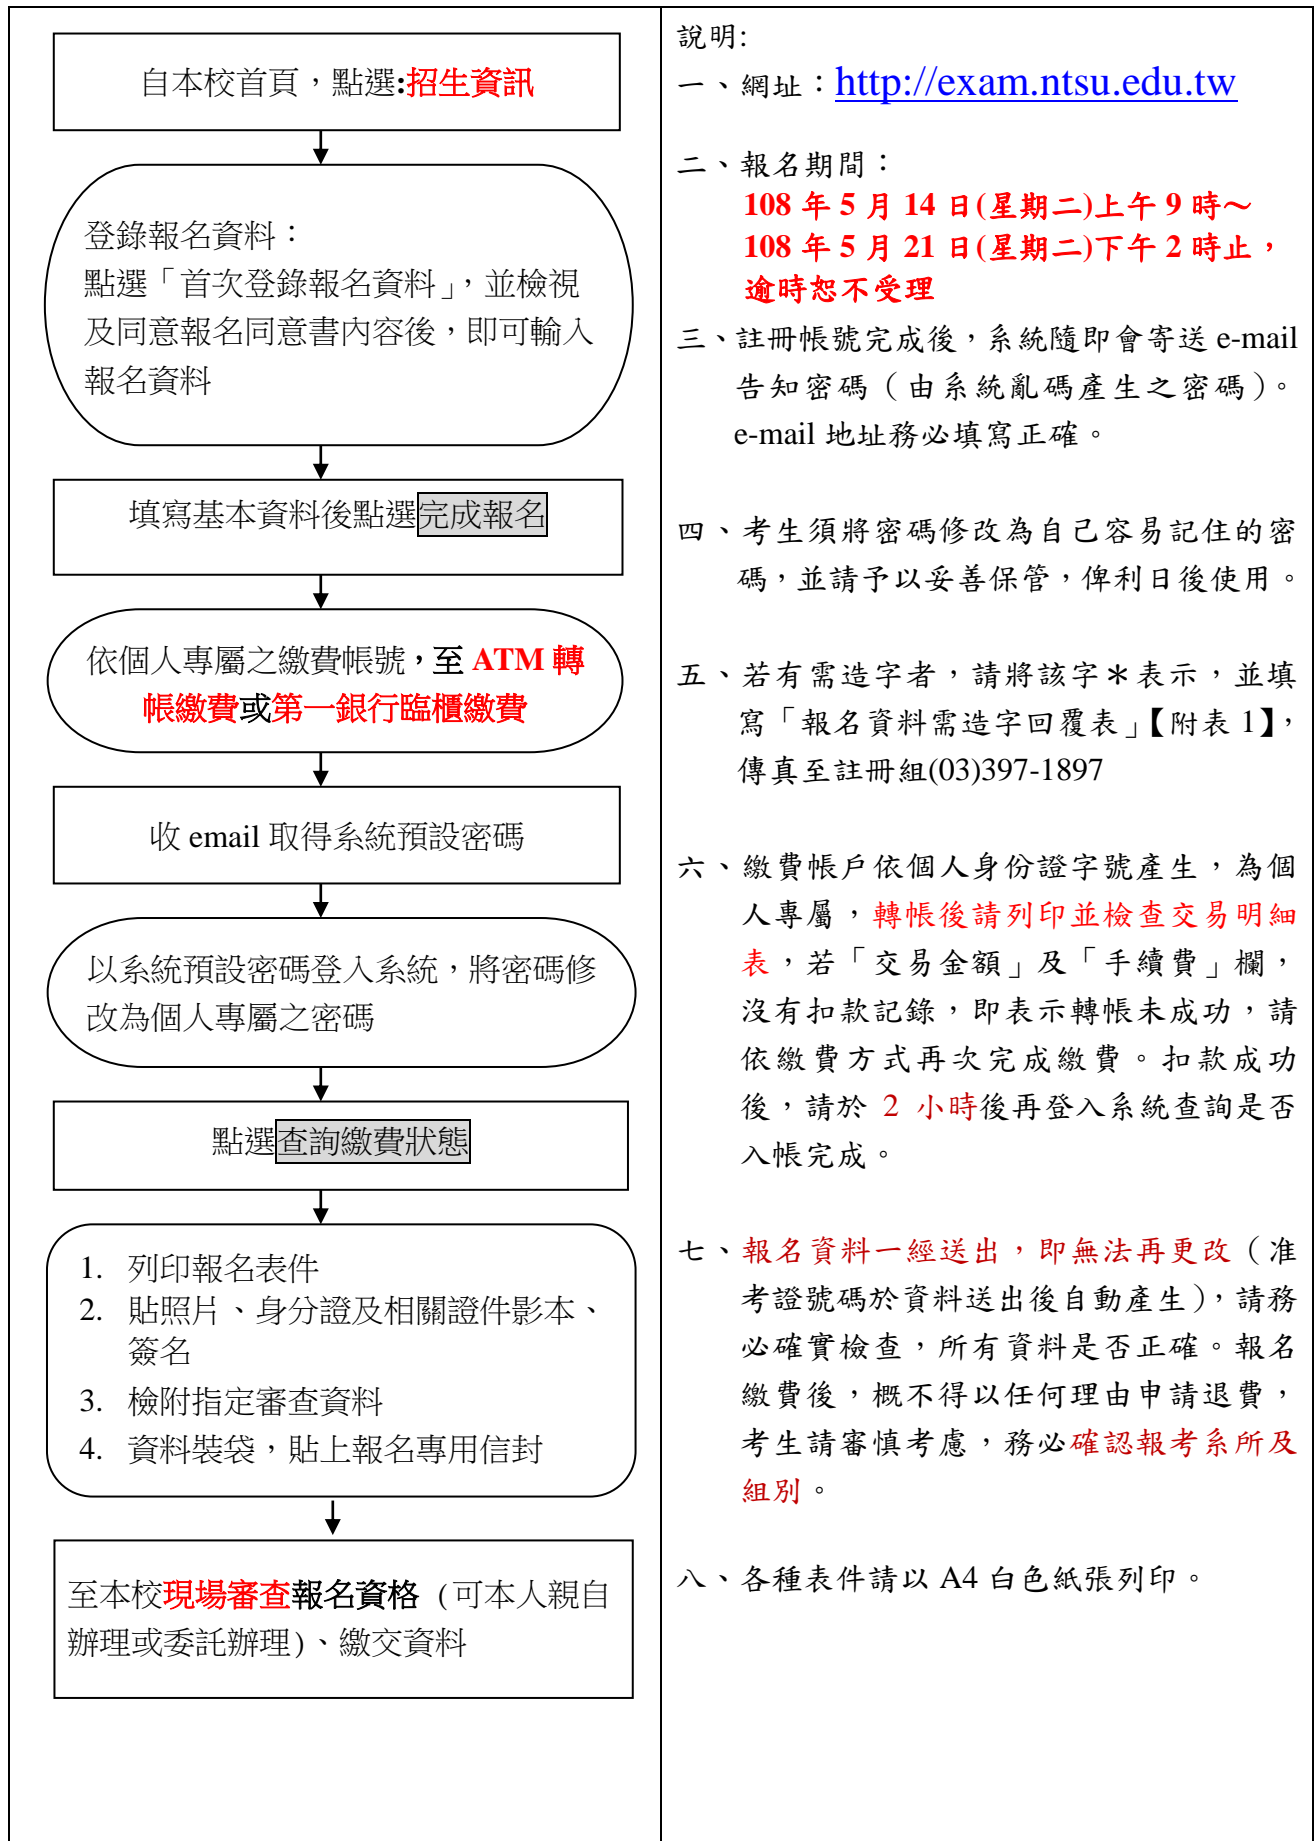 自本校首頁，點選:招生資訊
登錄報名資料：
點選「首次登錄報名資料」，並檢視
及同意報名同意書內容後，即可輸入
報名資料
填寫基本資料後點選完成報名
依個人專屬之繳費帳號，至 ATM 轉
帳繳費或第一銀行臨櫃繳費
收 email 取得系統預設密碼
以系統預設密碼登入系統，將密碼修
改為個人專屬之密碼
點選查詢繳費狀態
1. 列印報名表件
2. 貼照片、身分證及相關證件影本、
簽名
3. 檢附指定審查資料
4. 資料裝袋，貼上報名專用信封
至本校現場審查報名資格 (可本人親自
辦理或委託辦理)、繳交資料
說明:
一、網址：http://exam.ntsu.edu.tw
二、報名期間：
108 年 5 月 14 日(星期二)上午 9 時～
108 年 5 月 21 日(星期二)下午 2 時止，
逾時恕不受理
三、註冊帳號完成後，系統隨即會寄送 e-mail
告知密碼（由系統亂碼產生之密碼）。
e-mail 地址務必填寫正確。
四、考生須將密碼修改為自己容易記住的密
碼，並請予以妥善保管，俾利日後使用。
五、若有需造字者，請將該字＊表示，並填
寫「報名資料需造字回覆表」【附表 1】，
傳真至註冊組(03)397-1897
六、繳費帳戶依個人身份證字號產生，為個
人專屬，轉帳後請列印並檢查交易明細
表，若「交易金額」及「手續費」欄，
沒有扣款記錄，即表示轉帳未成功，請
依繳費方式再次完成繳費。扣款成功
後，請於 2 小時後再登入系統查詢是否
入帳完成。
七、報名資料一經送出，即無法再更改（准
考證號碼於資料送出後自動產生），請務
必確實檢查，所有資料是否正確。報名
繳費後，概不得以任何理由申請退費，
考生請審慎考慮，務必確認報考系所及
組別。
八、各種表件請以 A4 白色紙張列印。